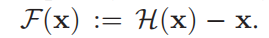 ℱ(𝐱) := ℋ(𝐱) − 𝐱.